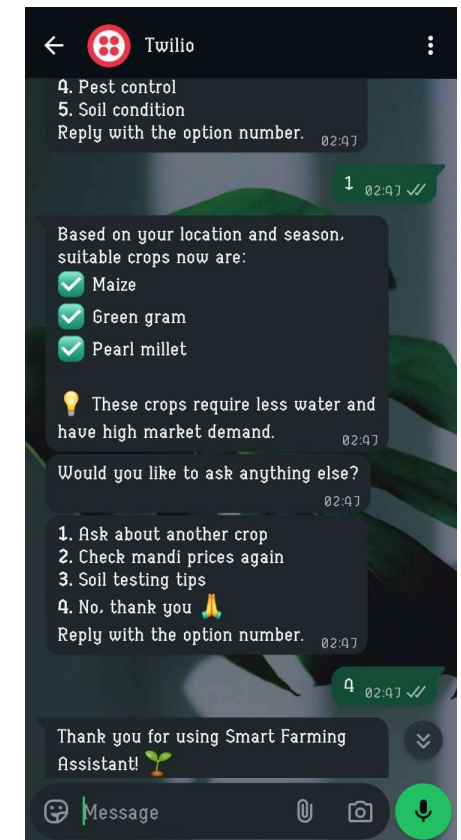 Twilio
4. Pest control
5. Soil condition
Reply with the option number.
02:47
1
02:47
Based on your location and season,
suitable crops now are:
✅ Maize
✅ Green gram
✅ Pearl millet
💡 These crops require less water and
have high market demand.
02:47
Would you like to ask anything else?
02:47
1. Ask about another crop
2. Check mandi prices again
3. Soil testing tips
4. No, thank you 🙏
Reply with the option number.
02:47
4
02:47
Thank you for using Smart Farming
Assistant! 🌱
Message